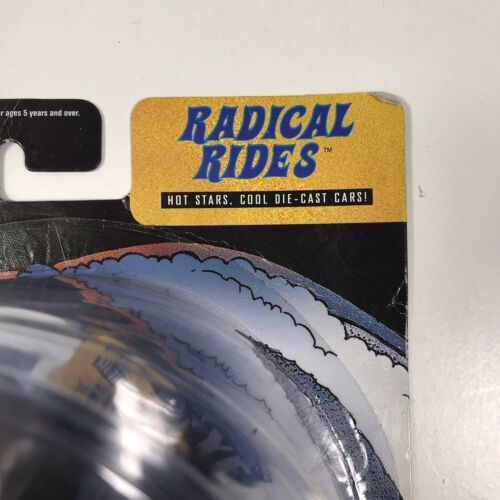 r ages 5 years and over.
RADICAL
RIDES™
HOT STARS. COOL DIE-CAST CARS!